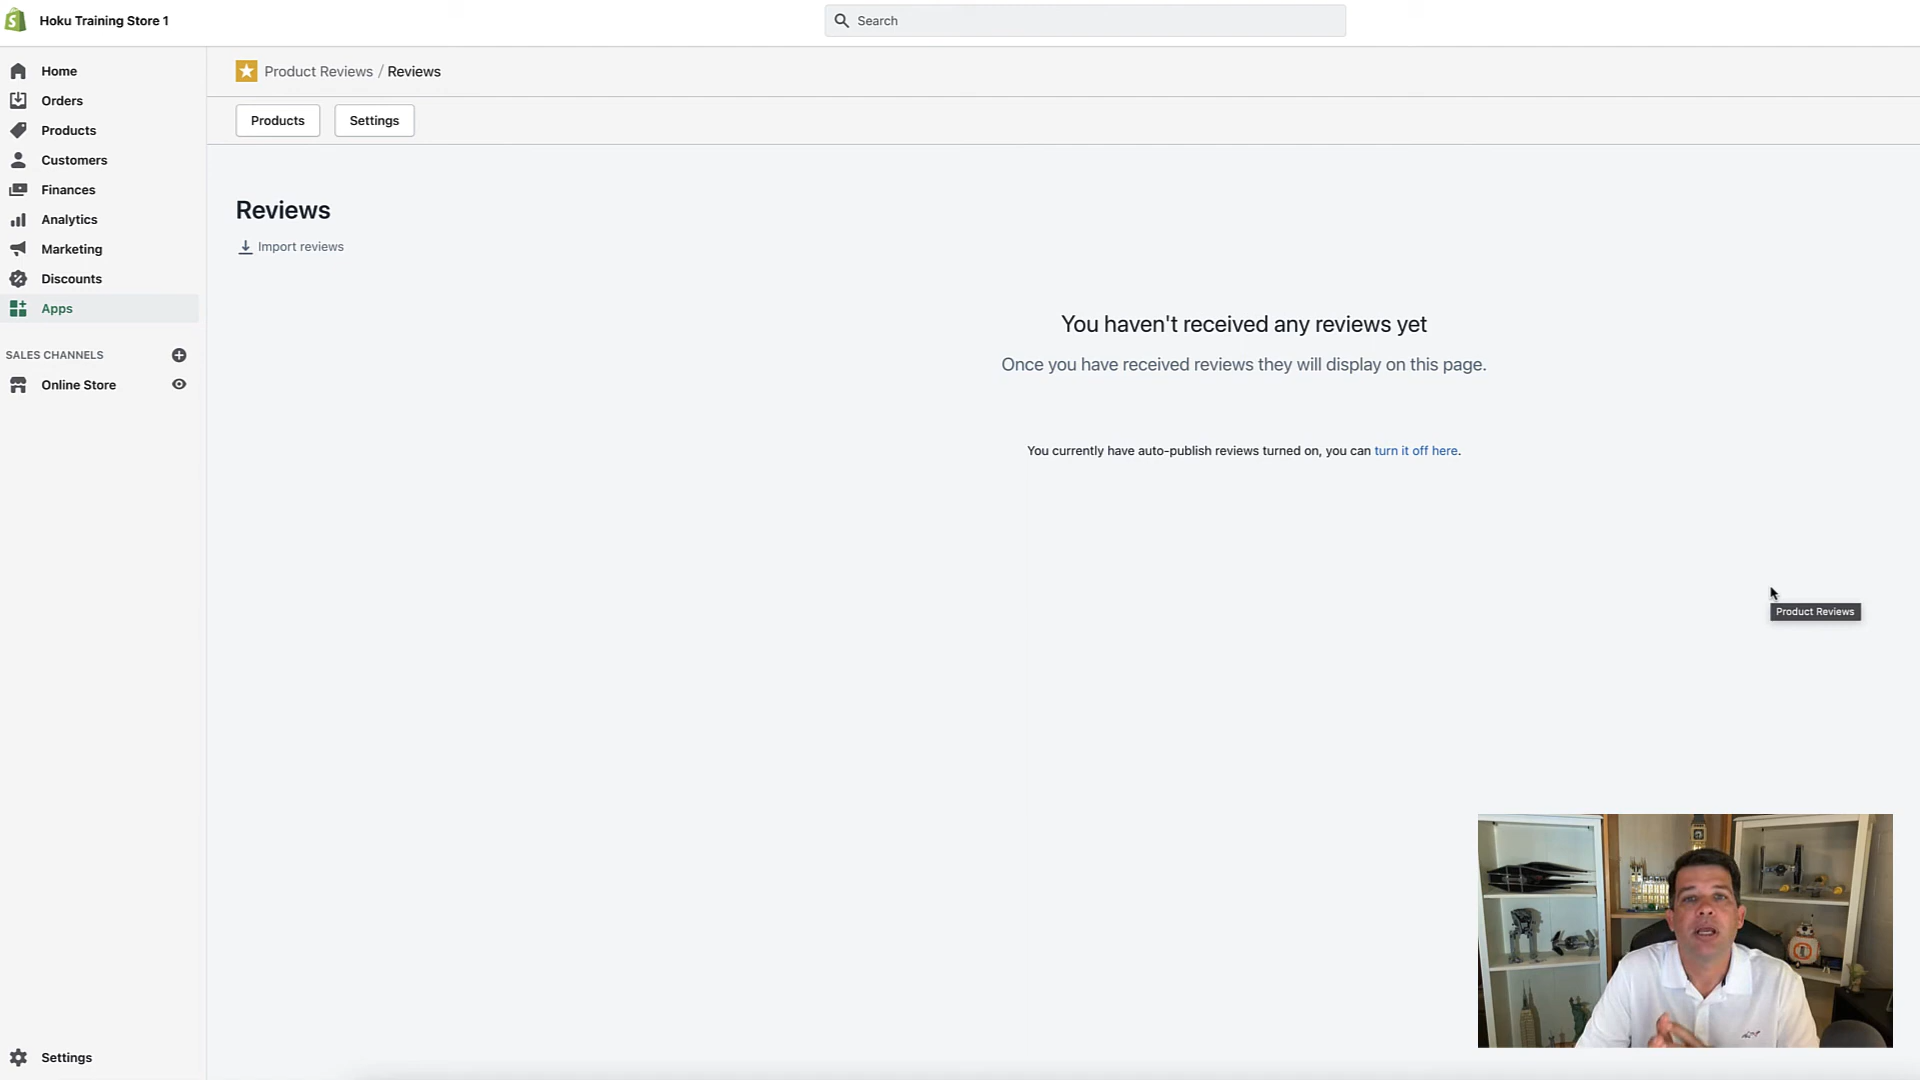 Hoku Training Store 1
Search
Home
Orders
Products
Customers
Finances
Analytics
Marketing
Discounts
Apps
SALES CHANNELS
Online Store
Settings
Product Reviews / Reviews
Products
Settings
Reviews
Import reviews
You haven't received any reviews yet
Once you have received reviews they will display on this page.
You currently have auto-publish reviews turned on, you can turn it off here.
Product Reviews